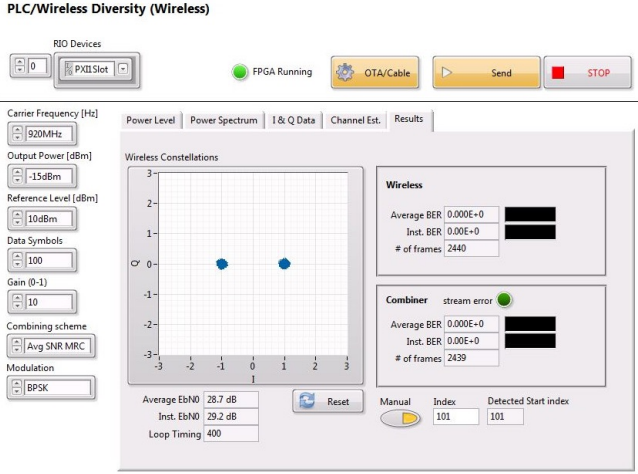 PLC/Wireless Diversity (Wireless)
RIO Devices
0
PXI1Slot
FPGA Running
OTA/Cable
Send
STOP
Carrier Frequency [Hz]
920MHz
Output Power [dBm]
-15dBm
Reference Level [dBm]
10dBm
Data Symbols
100
Gain (0-1)
10
Combining scheme
Avg SNR MRC
Modulation
BPSK
Power Level
Power Spectrum
I & Q Data
Channel Est.
Results
Wireless Constellations
3
2
1
0
-1
-2
-3
Q
-3 -2 -1 0 1 2 3
I
Average EbN0 28.7 dB
Inst. EbN0 29.2 dB
Loop Timing 400
Reset
Wireless
Average BER 0.000E+0
Inst. BER 0.00E+0
# of frames 2440
Combiner stream error
Average BER 0.000E+0
Inst. BER 0.00E+0
# of frames 2439
Manual Index Detected Start index
101 101